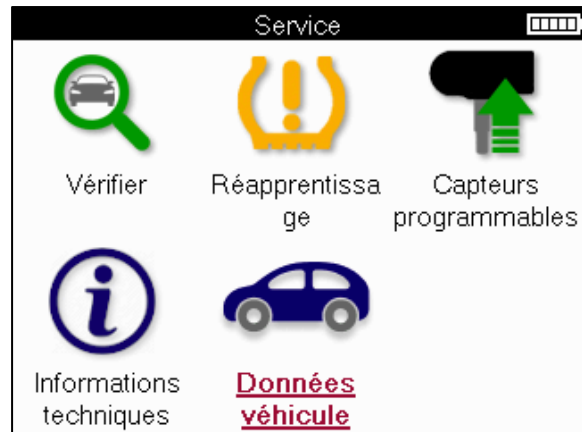 Service
Vérifier
Réapprentissa
ge
Capteurs
programmables
Informations
techniques
Données
véhicule